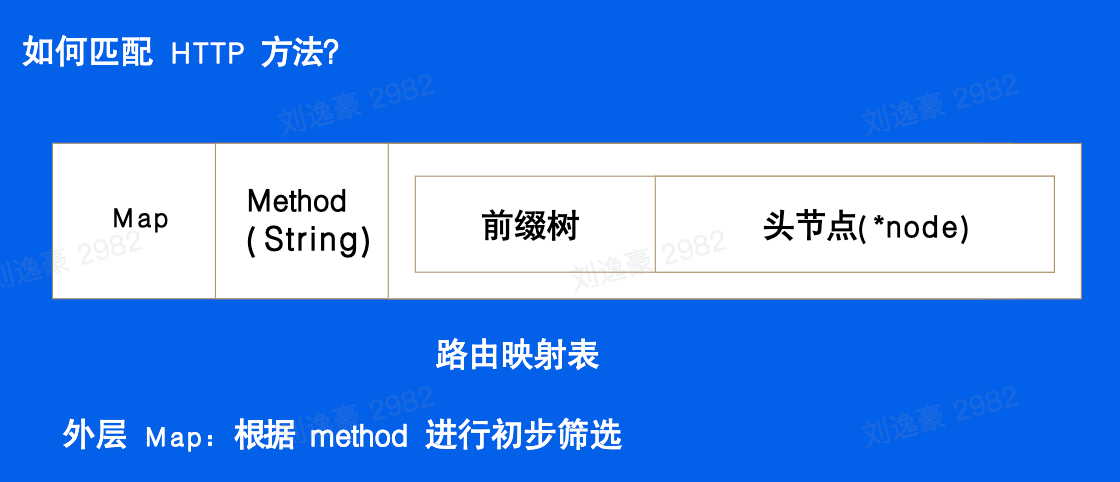 如何匹配 HTTP 方法?
刘逸豪 2982
刘逸豪 2982
Map
Method
(String)
前缀树
头节点(*node)
刘逸豪 2982
刘逸豪 2982
路由映射表
刘逸豪 2982
刘逸豪 2982
外层 Map: 根据 method 进行初步筛选